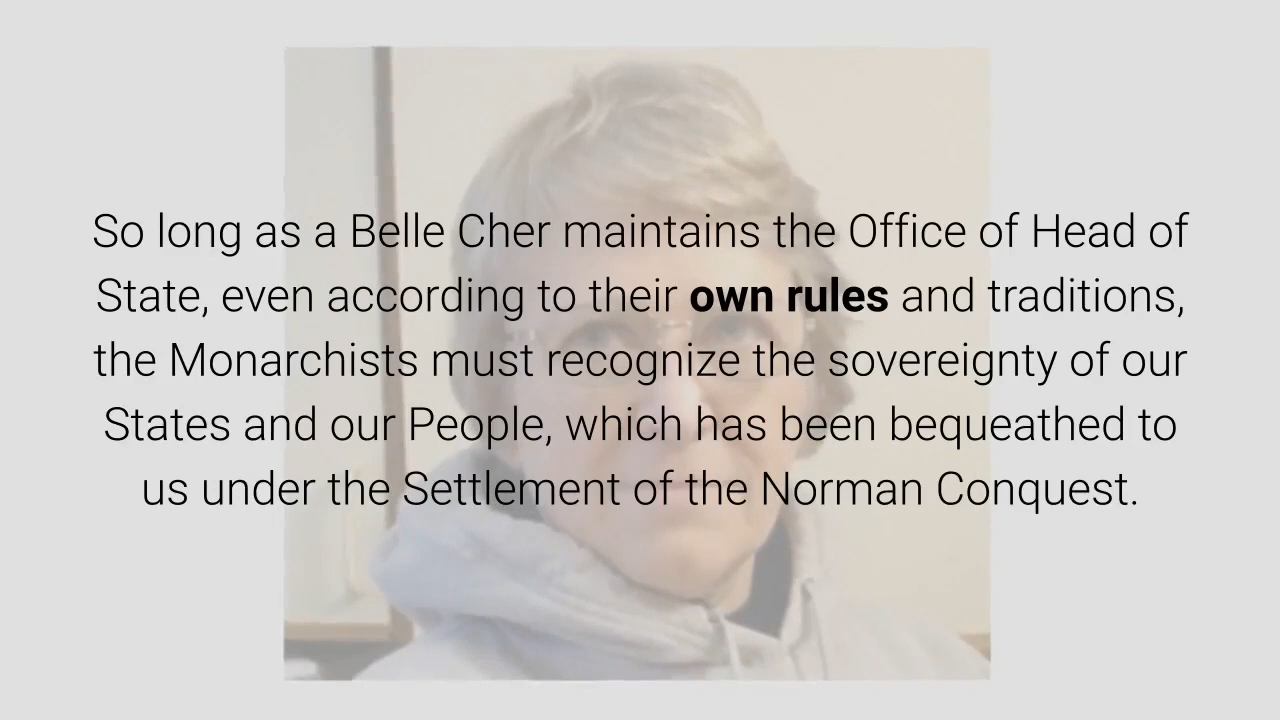 So long as a Belle Cher maintains the Office of Head of
State, even according to their own rules and traditions,
the Monarchists must recognize the sovereignty of our
States and our People, which has been bequeathed to
us under the Settlement of the Norman Conquest.